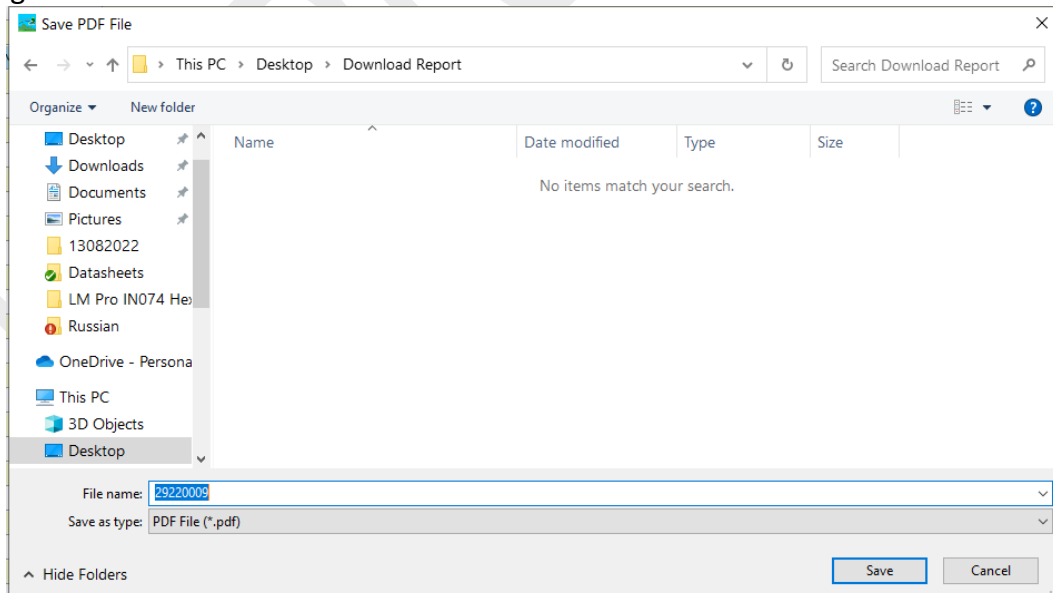 Save PDF File
This PC > Desktop > Download Report
Search Download Report
Organize
New folder
Name
Date modified
Type
Size
No items match your search.
Desktop
Downloads
Documents
Pictures
13082022
Datasheets
LM Pro IN074 He
Russian
OneDrive - Persona
This PC
3D Objects
Desktop
File name: 29220009
Save as type: PDF File (*.pdf)
Hide Folders
Save
Cancel